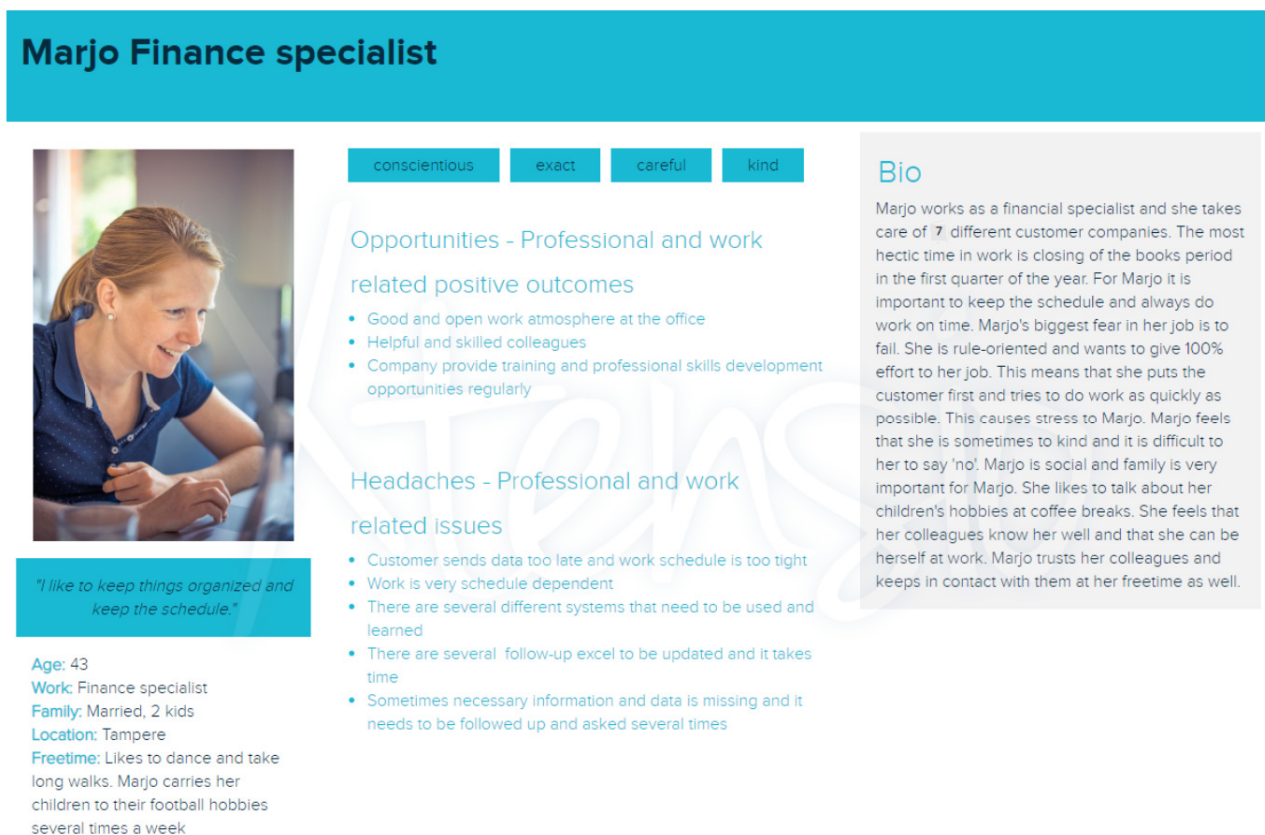 Marjo Finance specialist
conscientious
exact
careful
kind
Opportunities - Professional and work
related positive outcomes
• Good and open work atmosphere at the office
• Helpful and skilled colleagues
• Company provide training and professional skills development
opportunities regularly
Headaches - Professional and work
related issues
• Customer sends data too late and work schedule is too tight
• Work is very schedule dependent
• There are several different systems that need to be used and
learned
• There are several follow-up excel to be updated and it takes
time
• Sometimes necessary information and data is missing and it
needs to be followed up and asked several times
"I like to keep things organized and
keep the schedule."
Age: 43
Work: Finance specialist
Family: Married, 2 kids
Location: Tampere
Freetime: Likes to dance and take
long walks. Marjo carries her
children to their football hobbies
several times a week
Bio
Marjo works as a financial specialist and she takes
care of 7 different customer companies. The most
hectic time in work is closing of the books period
in the first quarter of the year. For Marjo it is
important to keep the schedule and always do
work on time. Marjo's biggest fear in her job is to
fail. She is rule-oriented and wants to give 100%
effort to her job. This means that she puts the
customer first and tries to do work as quickly as
possible. This causes stress to Marjo. Marjo feels
that she is sometimes to kind and it is difficult to
her to say 'no'. Marjo is social and family is very
important for Marjo. She likes to talk about her
children's hobbies at coffee breaks. She feels that
her colleagues know her well and that she can be
herself at work. Marjo trusts her colleagues and
keeps in contact with them at her freetime as well.
Xtensio